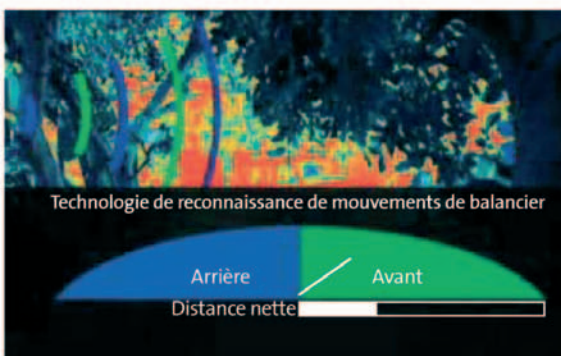 Technologie de reconnaissance de mouvements de balancier
Arrière
Avant
Distance nette